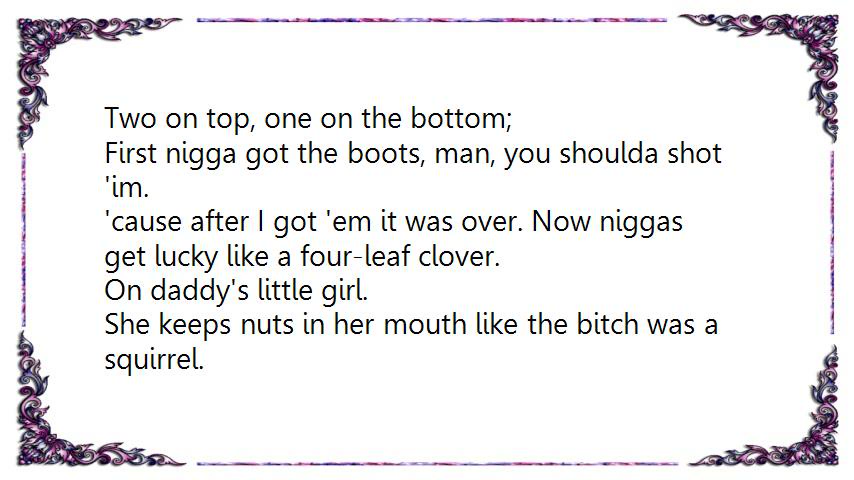 Two on top, one on the bottom;
First nigga got the boots, man, you shoulda shot
'im.
'cause after I got 'em it was over. Now niggas
get lucky like a four-leaf clover.
On daddy's little girl.
She keeps nuts in her mouth like the bitch was a
squirrel.